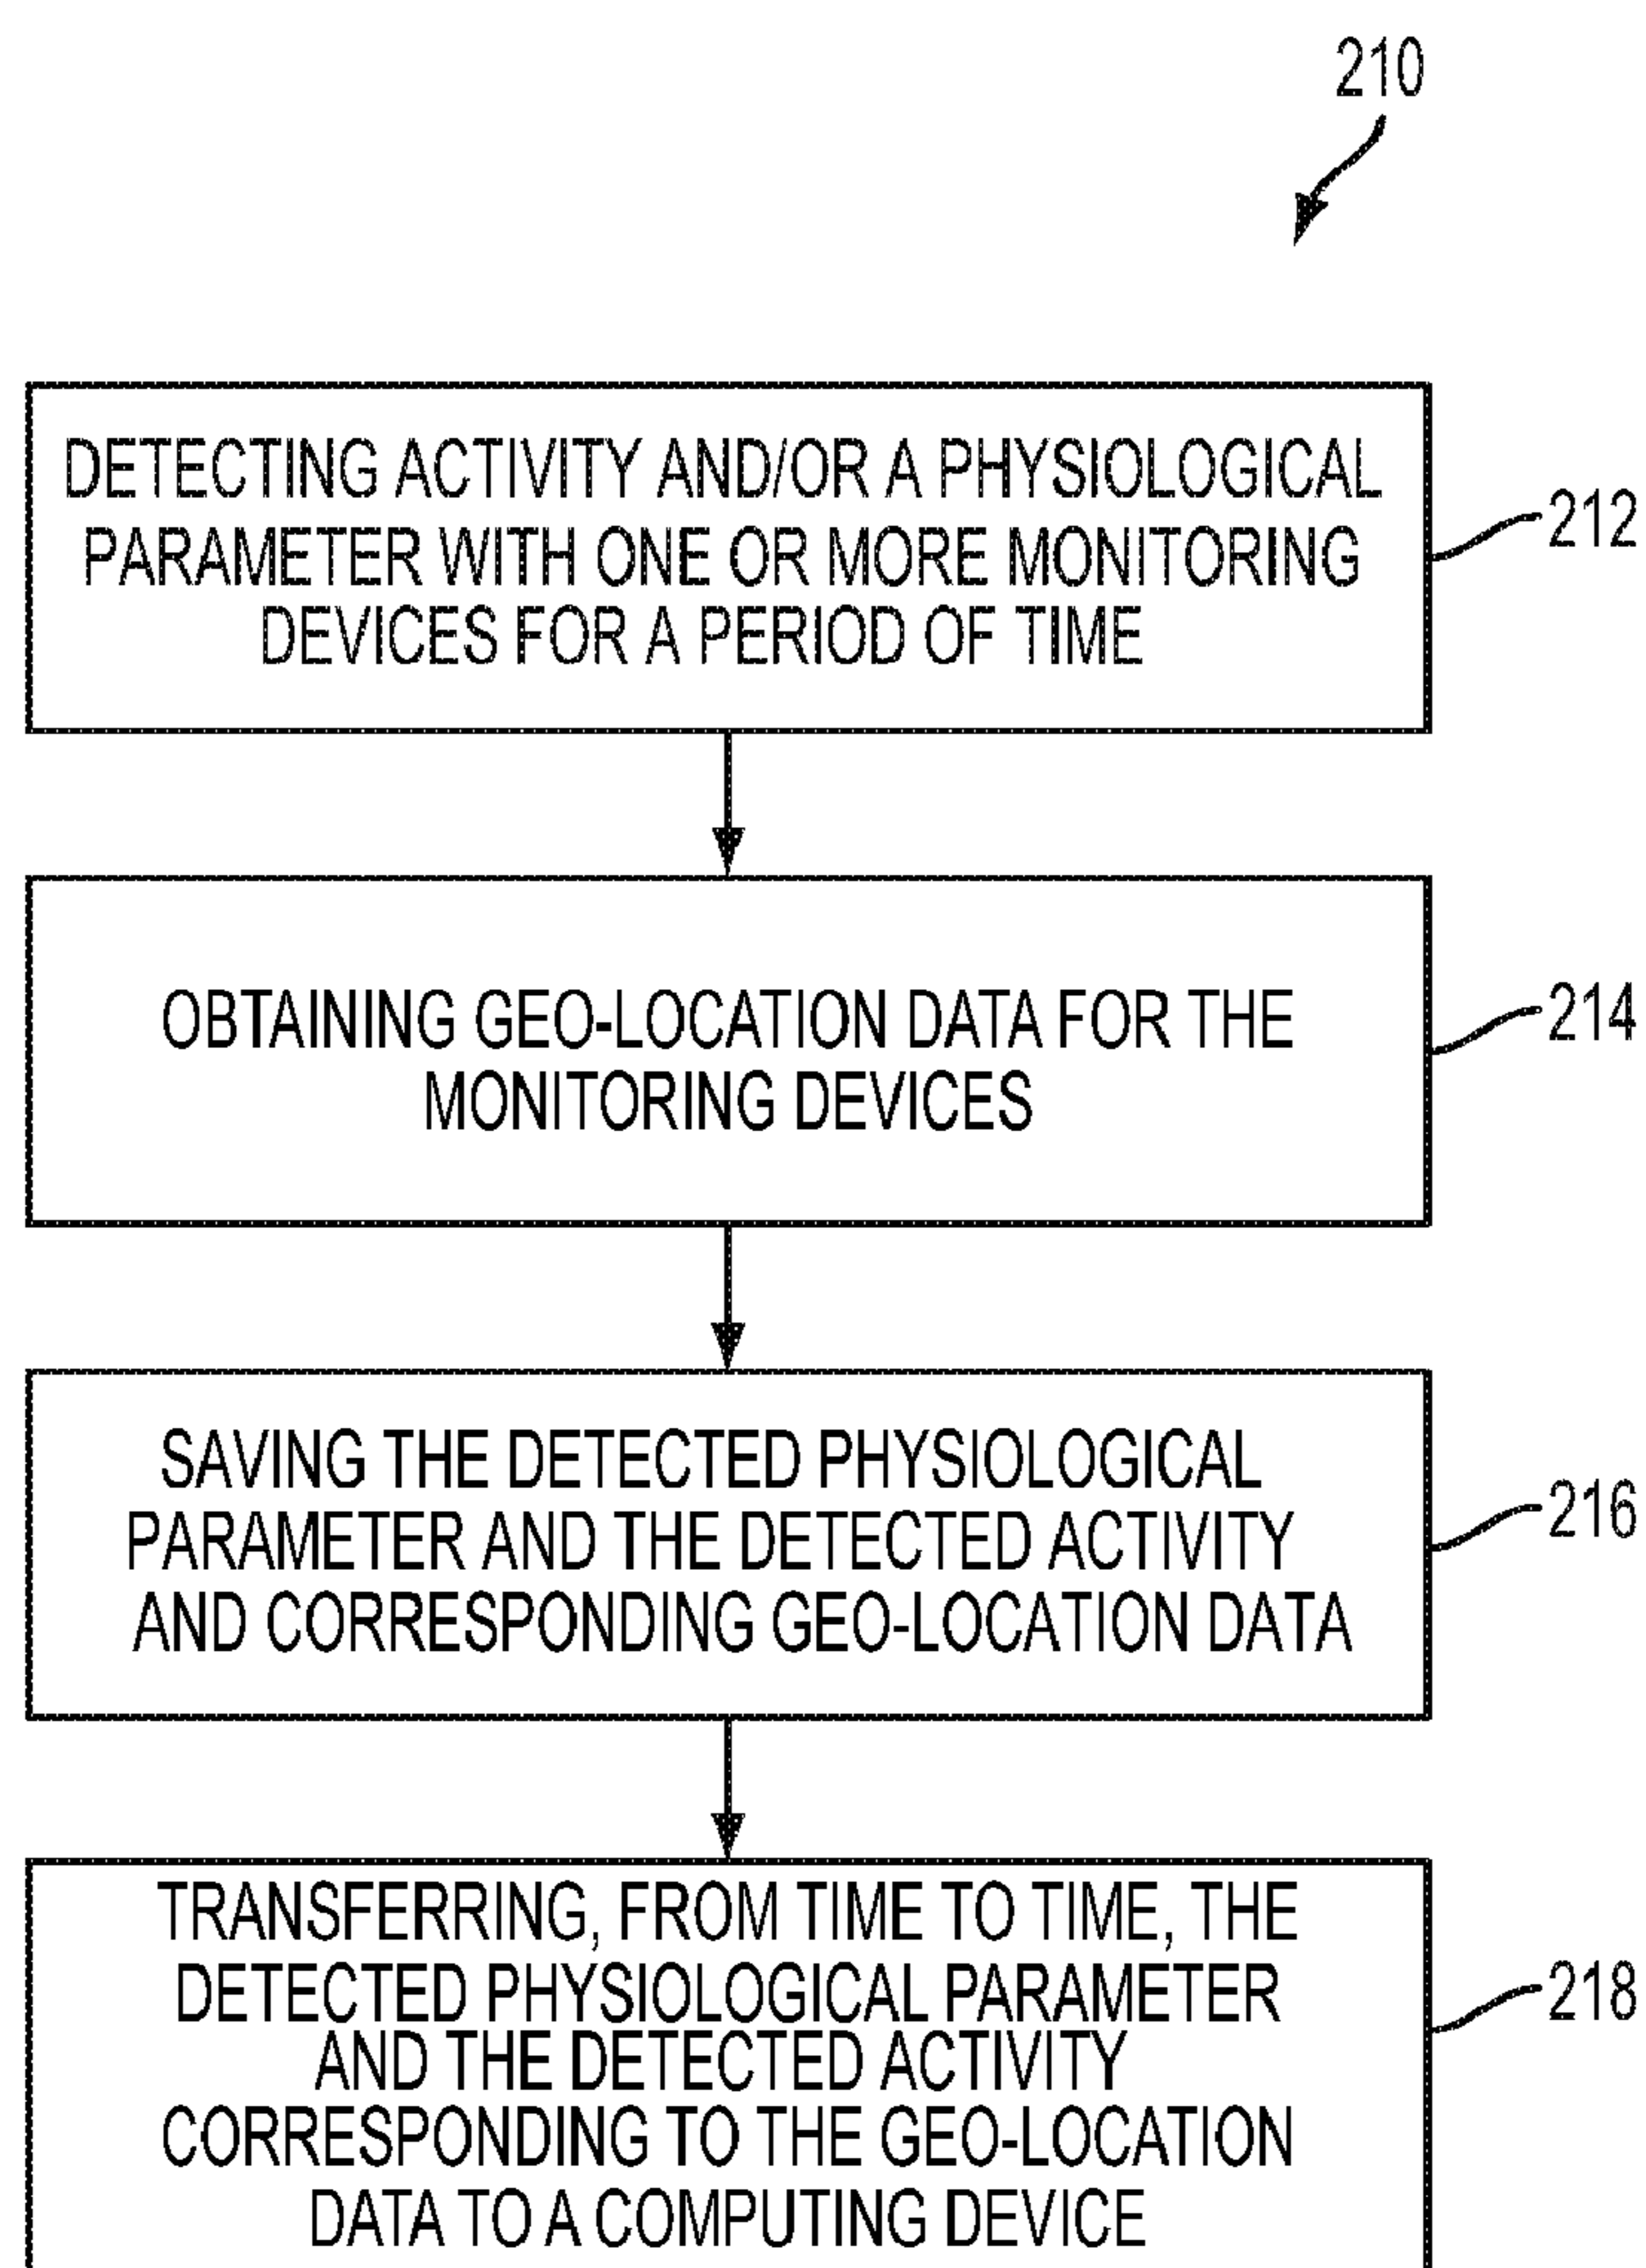 210
DETECTING ACTIVITY AND/OR A PHYSIOLOGICAL
PARAMETER WITH ONE OR MORE MONITORING
DEVICES FOR A PERIOD OF TIME
212
OBTAINING GEO-LOCATION DATA FOR THE
MONITORING DEVICES
214
SAVING THE DETECTED PHYSIOLOGICAL
PARAMETER AND THE DETECTED ACTIVITY
AND CORRESPONDING GEO-LOCATION DATA
216
TRANSFERRING, FROM TIME TO TIME, THE
DETECTED PHYSIOLOGICAL PARAMETER
AND THE DETECTED ACTIVITY
CORRESPONDING TO THE GEO-LOCATION
DATA TO A COMPUTING DEVICE
218